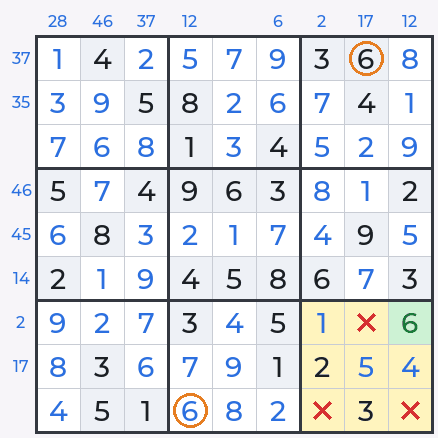 28 46 37 12 6 2 17 12
37 1 4 2 5 7 9 3 6 8
35 3 9 5 8 2 6 7 4 1
7 6 8 1 3 4 5 2 9
46 5 7 4 9 6 3 8 1 2
45 6 8 3 2 1 7 4 9 5
14 2 1 9 4 5 8 6 7 3
2 9 2 7 3 4 5 1 6
17 8 3 6 7 9 1 2 5 4
4 5 1 6 8 2 3